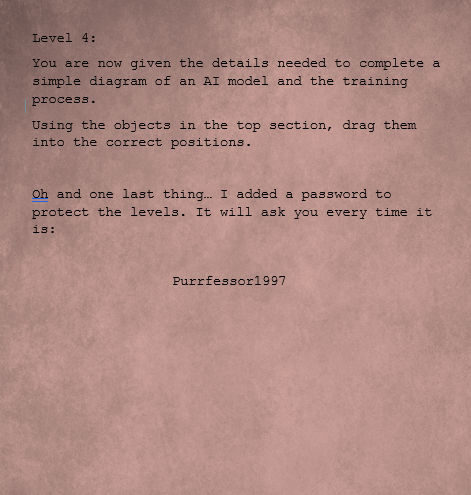 Level 4:
You are now given the details needed to complete a
simple diagram of an AI model and the training
process.
Using the objects in the top section, drag them
into the correct positions.
Oh and one last thing… I added a password to
protect the levels. It will ask you every time it
is:
Purrfessor1997